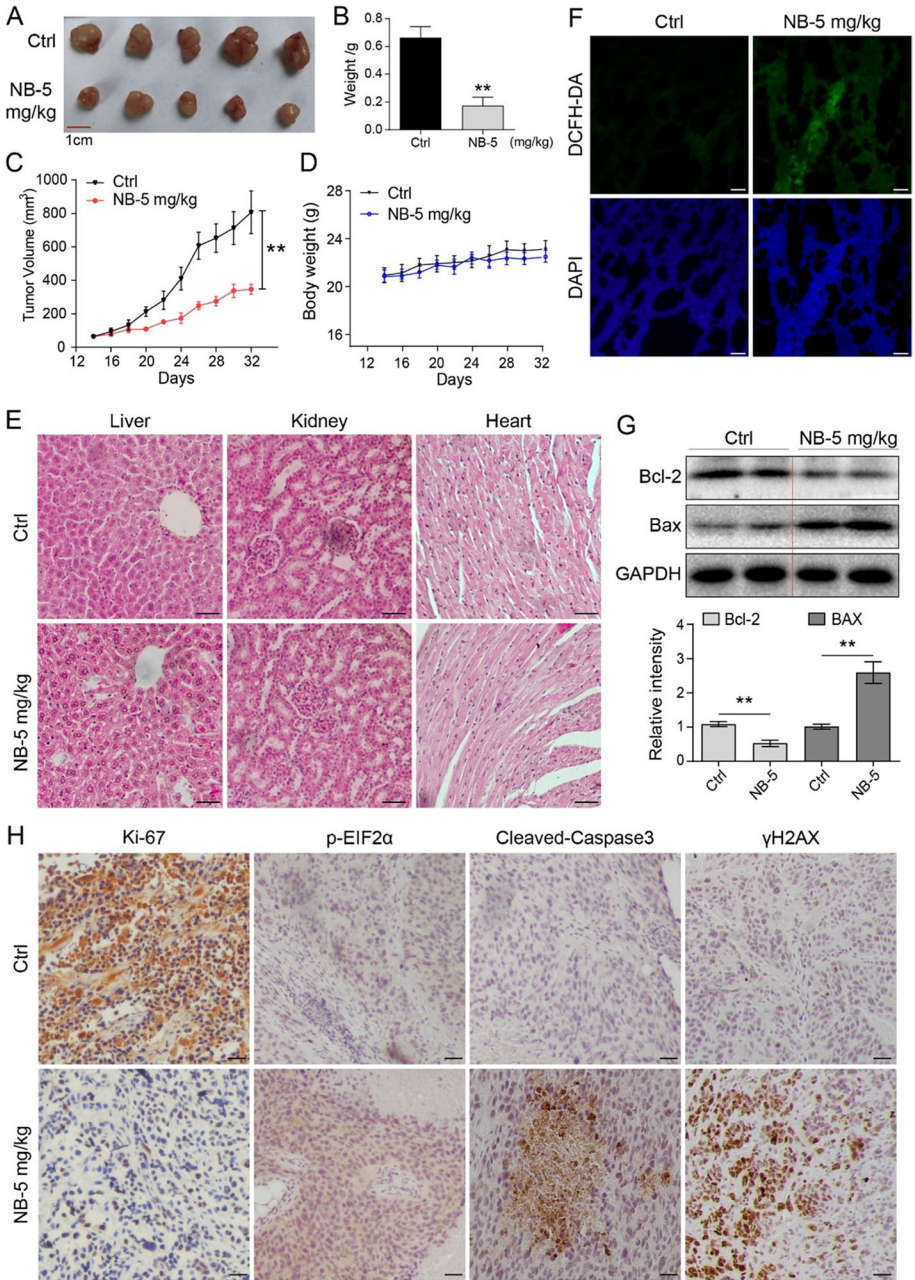 A
Ctrl
NB-5
mg/kg
1cm
B
Weight /g
0.8
0.6
0.4
0.2
0.0
**
Ctrl
NB-5
(mg/kg)
C
Tumor Volume (mm³)
1000
800
600
400
200
0
Ctrl
NB-5 mg/kg
**
12 16 20 24 28 32
Days
D
Body weight (g)
28
24
20
16
Ctrl
NB-5 mg/kg
12 16 20 24 28 32
Days
F
Ctrl
NB-5 mg/kg
DCFH-DA
DAPI
E
Liver
Kidney
Heart
Ctrl
NB-5 mg/kg
G
Ctrl
NB-5 mg/kg
Bcl-2
Bax
GAPDH
Relative intensity
4
3
2
1
0
Bcl-2
BAX
**
**
Ctrl
NB-5
Ctrl
NB-5
H
Ki-67
p-EIF2α
Cleaved-Caspase3
γH2AX
Ctrl
NB-5 mg/kg